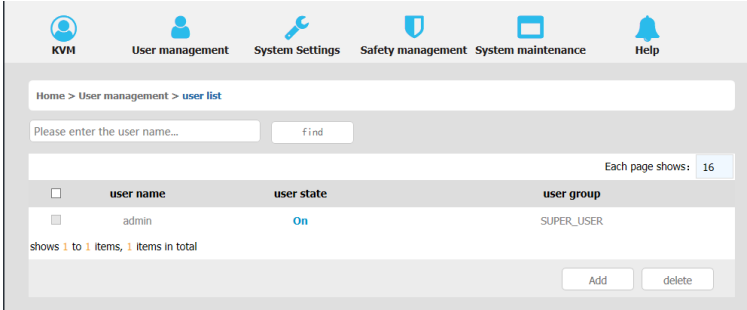 KVM User management System Settings Safety management System maintenance Help
Home > User management > user list
Please enter the user name... find
Each page shows: 16
user name user state user group
admin On SUPER_USER
shows 1 to 1 items, 1 items in total
Add delete